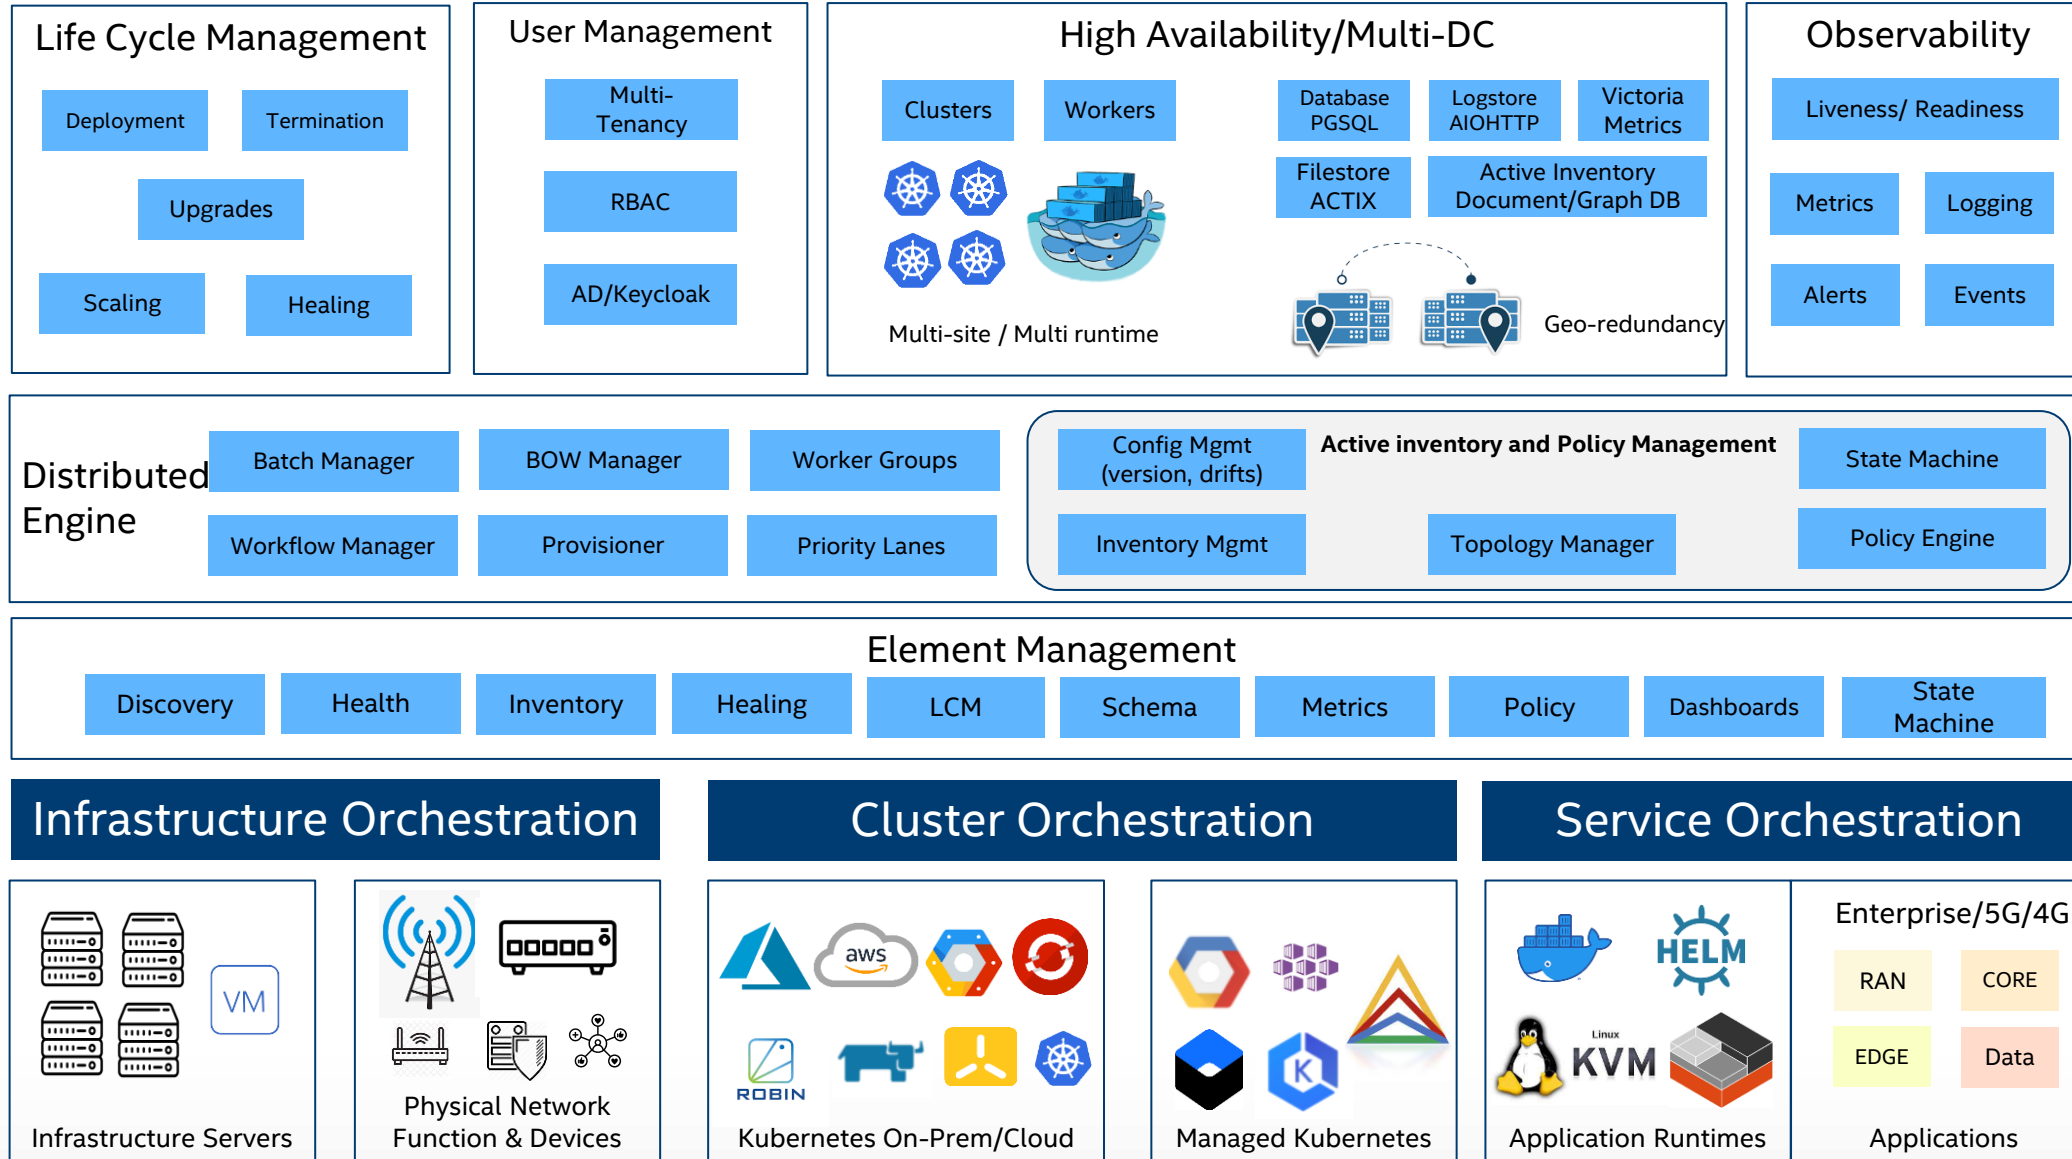 Life Cycle Management
Deployment
Termination
Upgrades
Scaling
Healing
User Management
Multi-
Tenancy
RBAC
AD/Keycloak
High Availability/Multi-DC
Clusters
Workers
Multi-site / Multi runtime
Database
PGSQL
Logstore
AIOHTTP
Victoria
Metrics
Filestore
ACTIX
Active Inventory
Document/Graph DB
Geo-redundancy
Observability
Liveness/ Readiness
Metrics
Logging
Alerts
Events
Distributed
Engine
Batch Manager
BOW Manager
Worker Groups
Workflow Manager
Provisioner
Priority Lanes
Config Mgmt
(version, drifts)
Active inventory and Policy Management
State Machine
Inventory Mgmt
Topology Manager
Policy Engine
Element Management
Discovery
Health
Inventory
Healing
LCM
Schema
Metrics
Policy
Dashboards
State
Machine
Infrastructure Orchestration
Cluster Orchestration
Service Orchestration
VM
Infrastructure Servers
Physical Network
Function & Devices
aws
ROBIN
Kubernetes On-Prem/Cloud
K
Managed Kubernetes
HELM
Linux
KVM
Application Runtimes
Enterprise/5G/4G
RAN
CORE
EDGE
Data
Applications